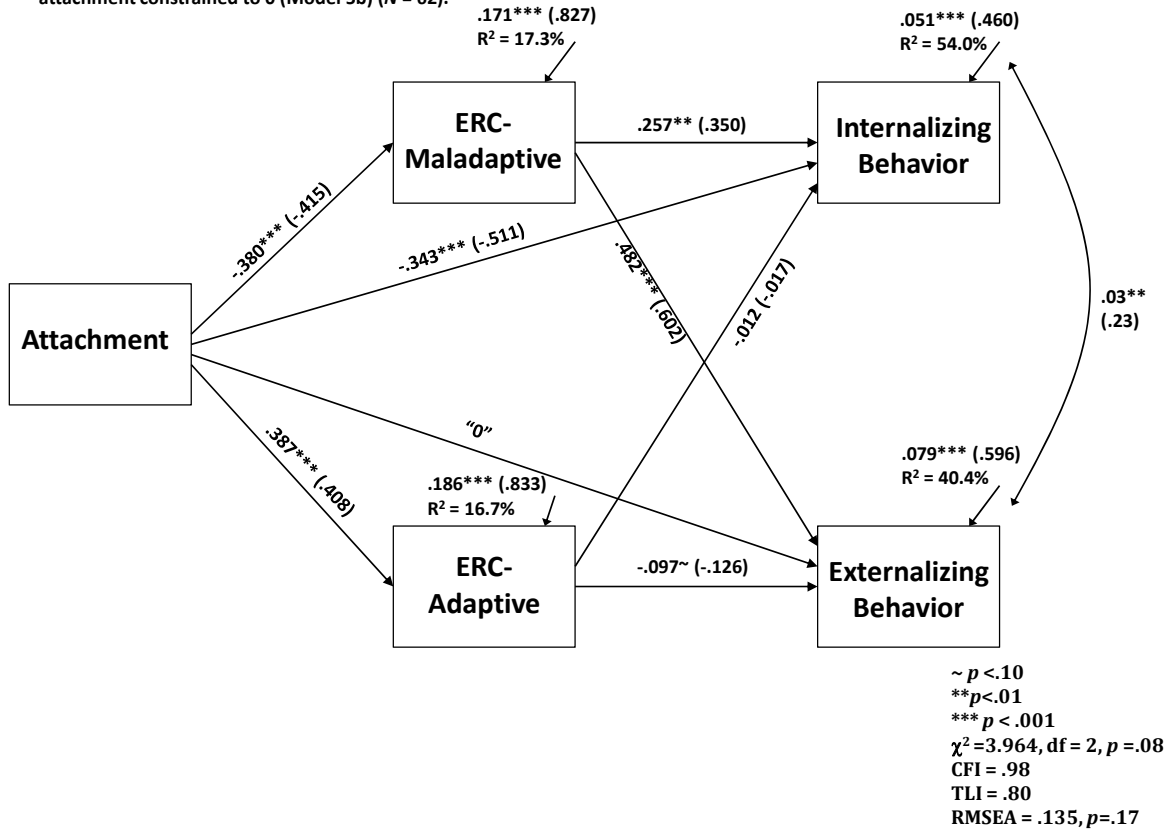 attachment constrained to 0 (Model 3b) (N = 62).
.171*** (.827)
R² = 17.3%
.051*** (.460)
R² = 54.0%
ERC-
Maladaptive
.257** (.350)
Internalizing
Behavior
-.380*** (-.415)
-.343*** (-.511)
.482*** (.602)
-.012 (-.017)
Attachment
.03**
(.23)
"0"
.387*** (.408)
.186*** (.833)
R² = 16.7%
.079*** (.596)
R² = 40.4%
ERC-
Adaptive
-.097~ (-.126)
Externalizing
Behavior
~ p <.10
**p<.01
*** p < .001
χ² =3.964, df = 2, p =.08
CFI = .98
TLI = .80
RMSEA = .135, p=.17